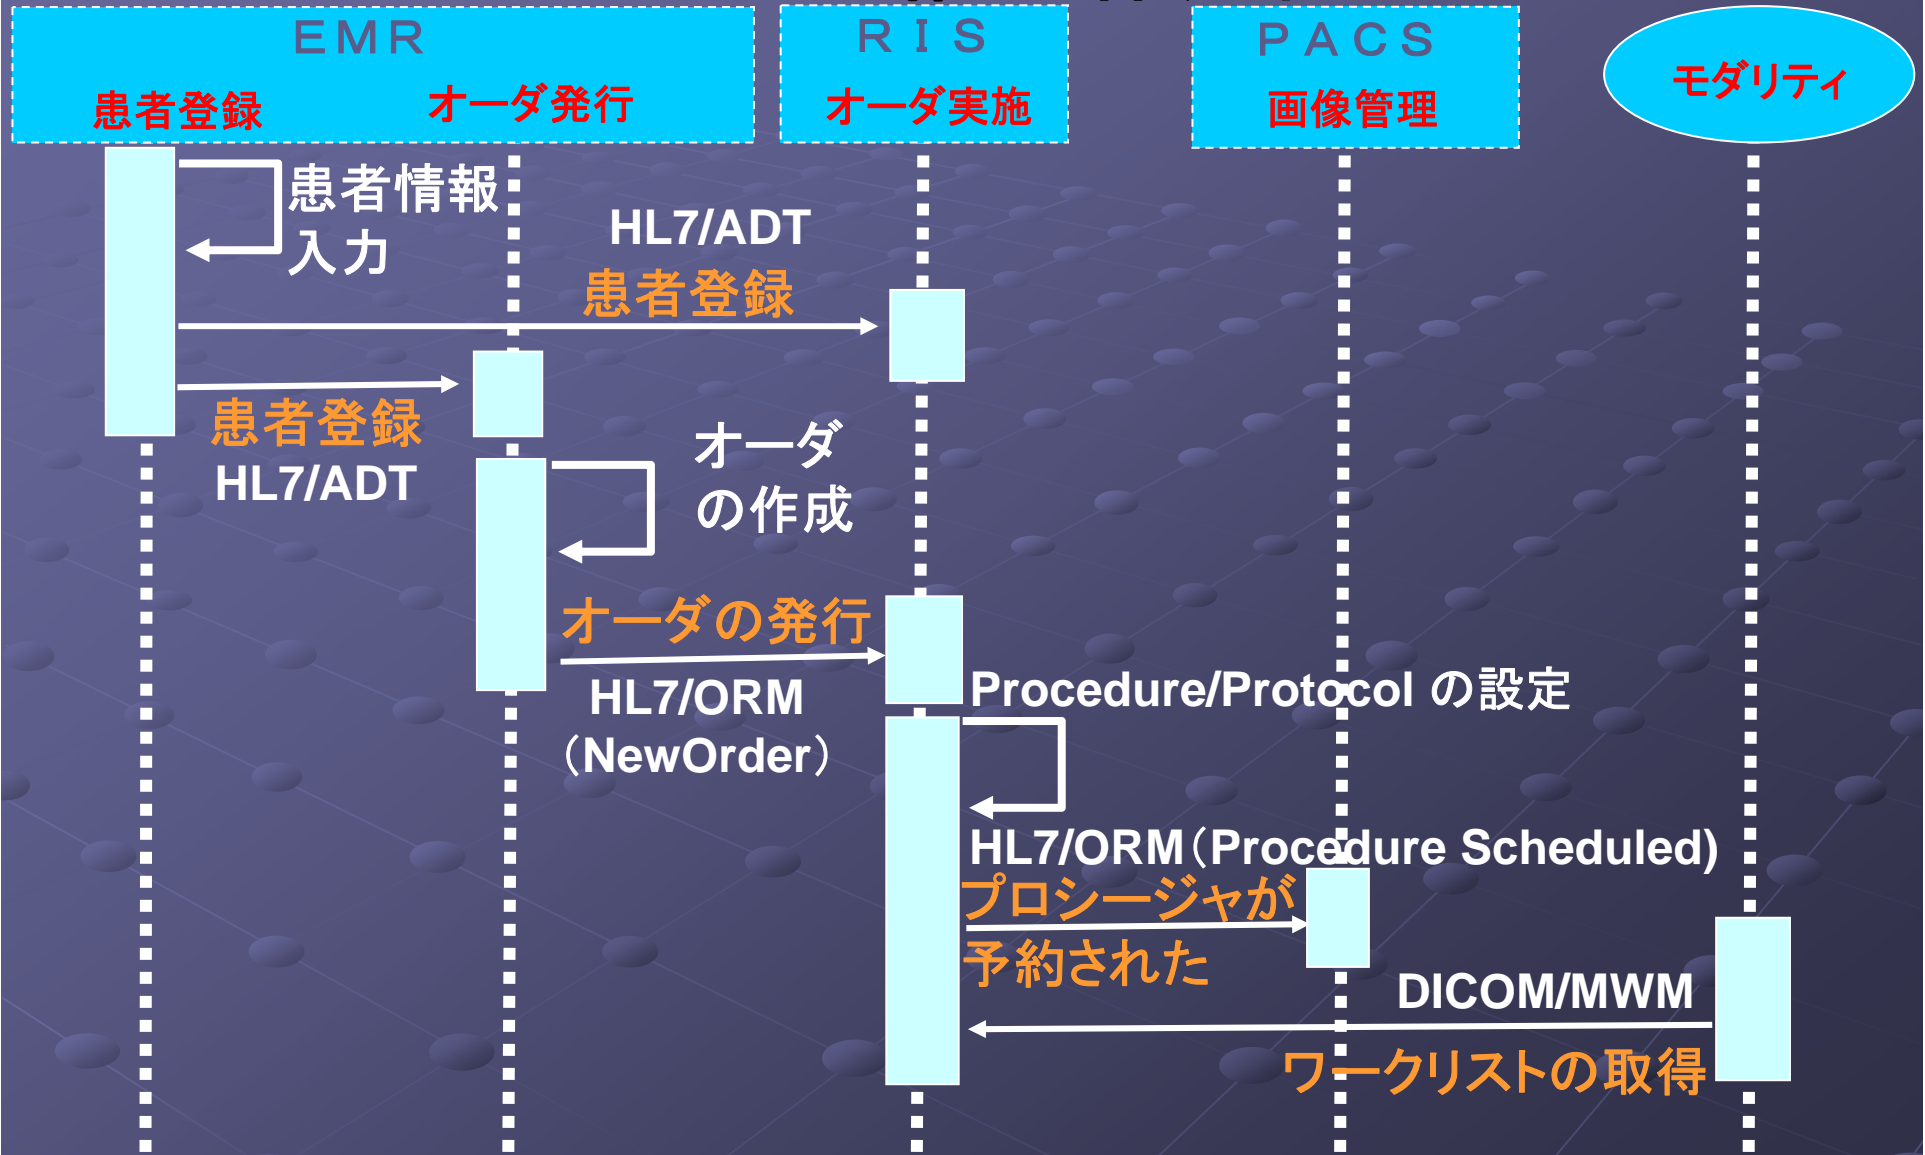 ＥＭＲ
患者登録
オーダ発行
ＲＩＳ
オーダ実施
ＰＡＣＳ
画像管理
モダリティ
患者情報
入力
HL7/ADT
患者登録
患者登録
HL7/ADT
オーダ
の作成
オーダの発行
HL7/ORM
（NewOrder）
Procedure/Protocol の設定
HL7/ORM（Procedure Scheduled)
プロシージャが
予約された
DICOM/MWM
ワークリストの取得